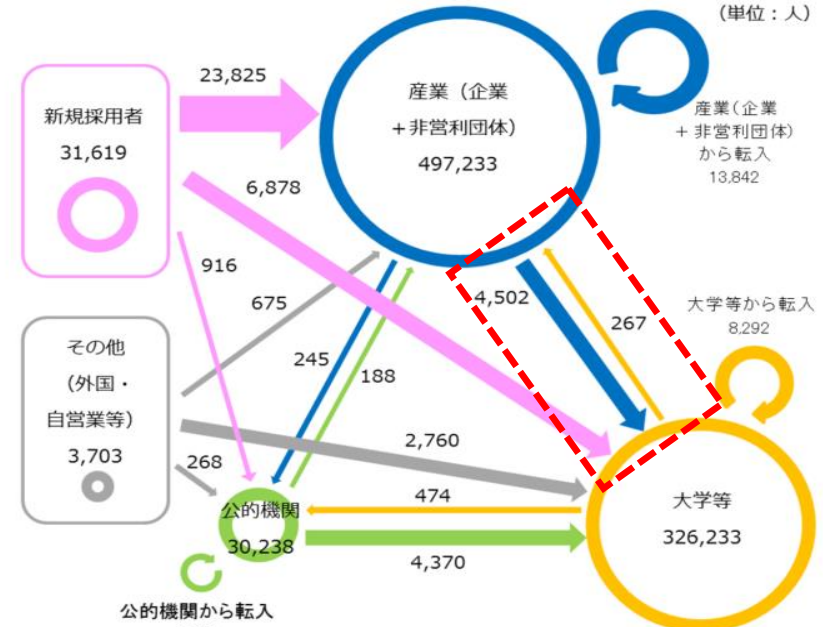 (単位：人)
23,825
新規採用者
31,619
産業（企業
＋非営利団体）
497,233
産業（企業
＋非営利団体）
から転入
13,842
6,878
916
675
4,502
267
大学等から転入
8,292
その他
（外国・
自営業等）
3,703
245
188
2,760
268
474
公的機関
30,238
4,370
大学等
326,233
公的機関から転入